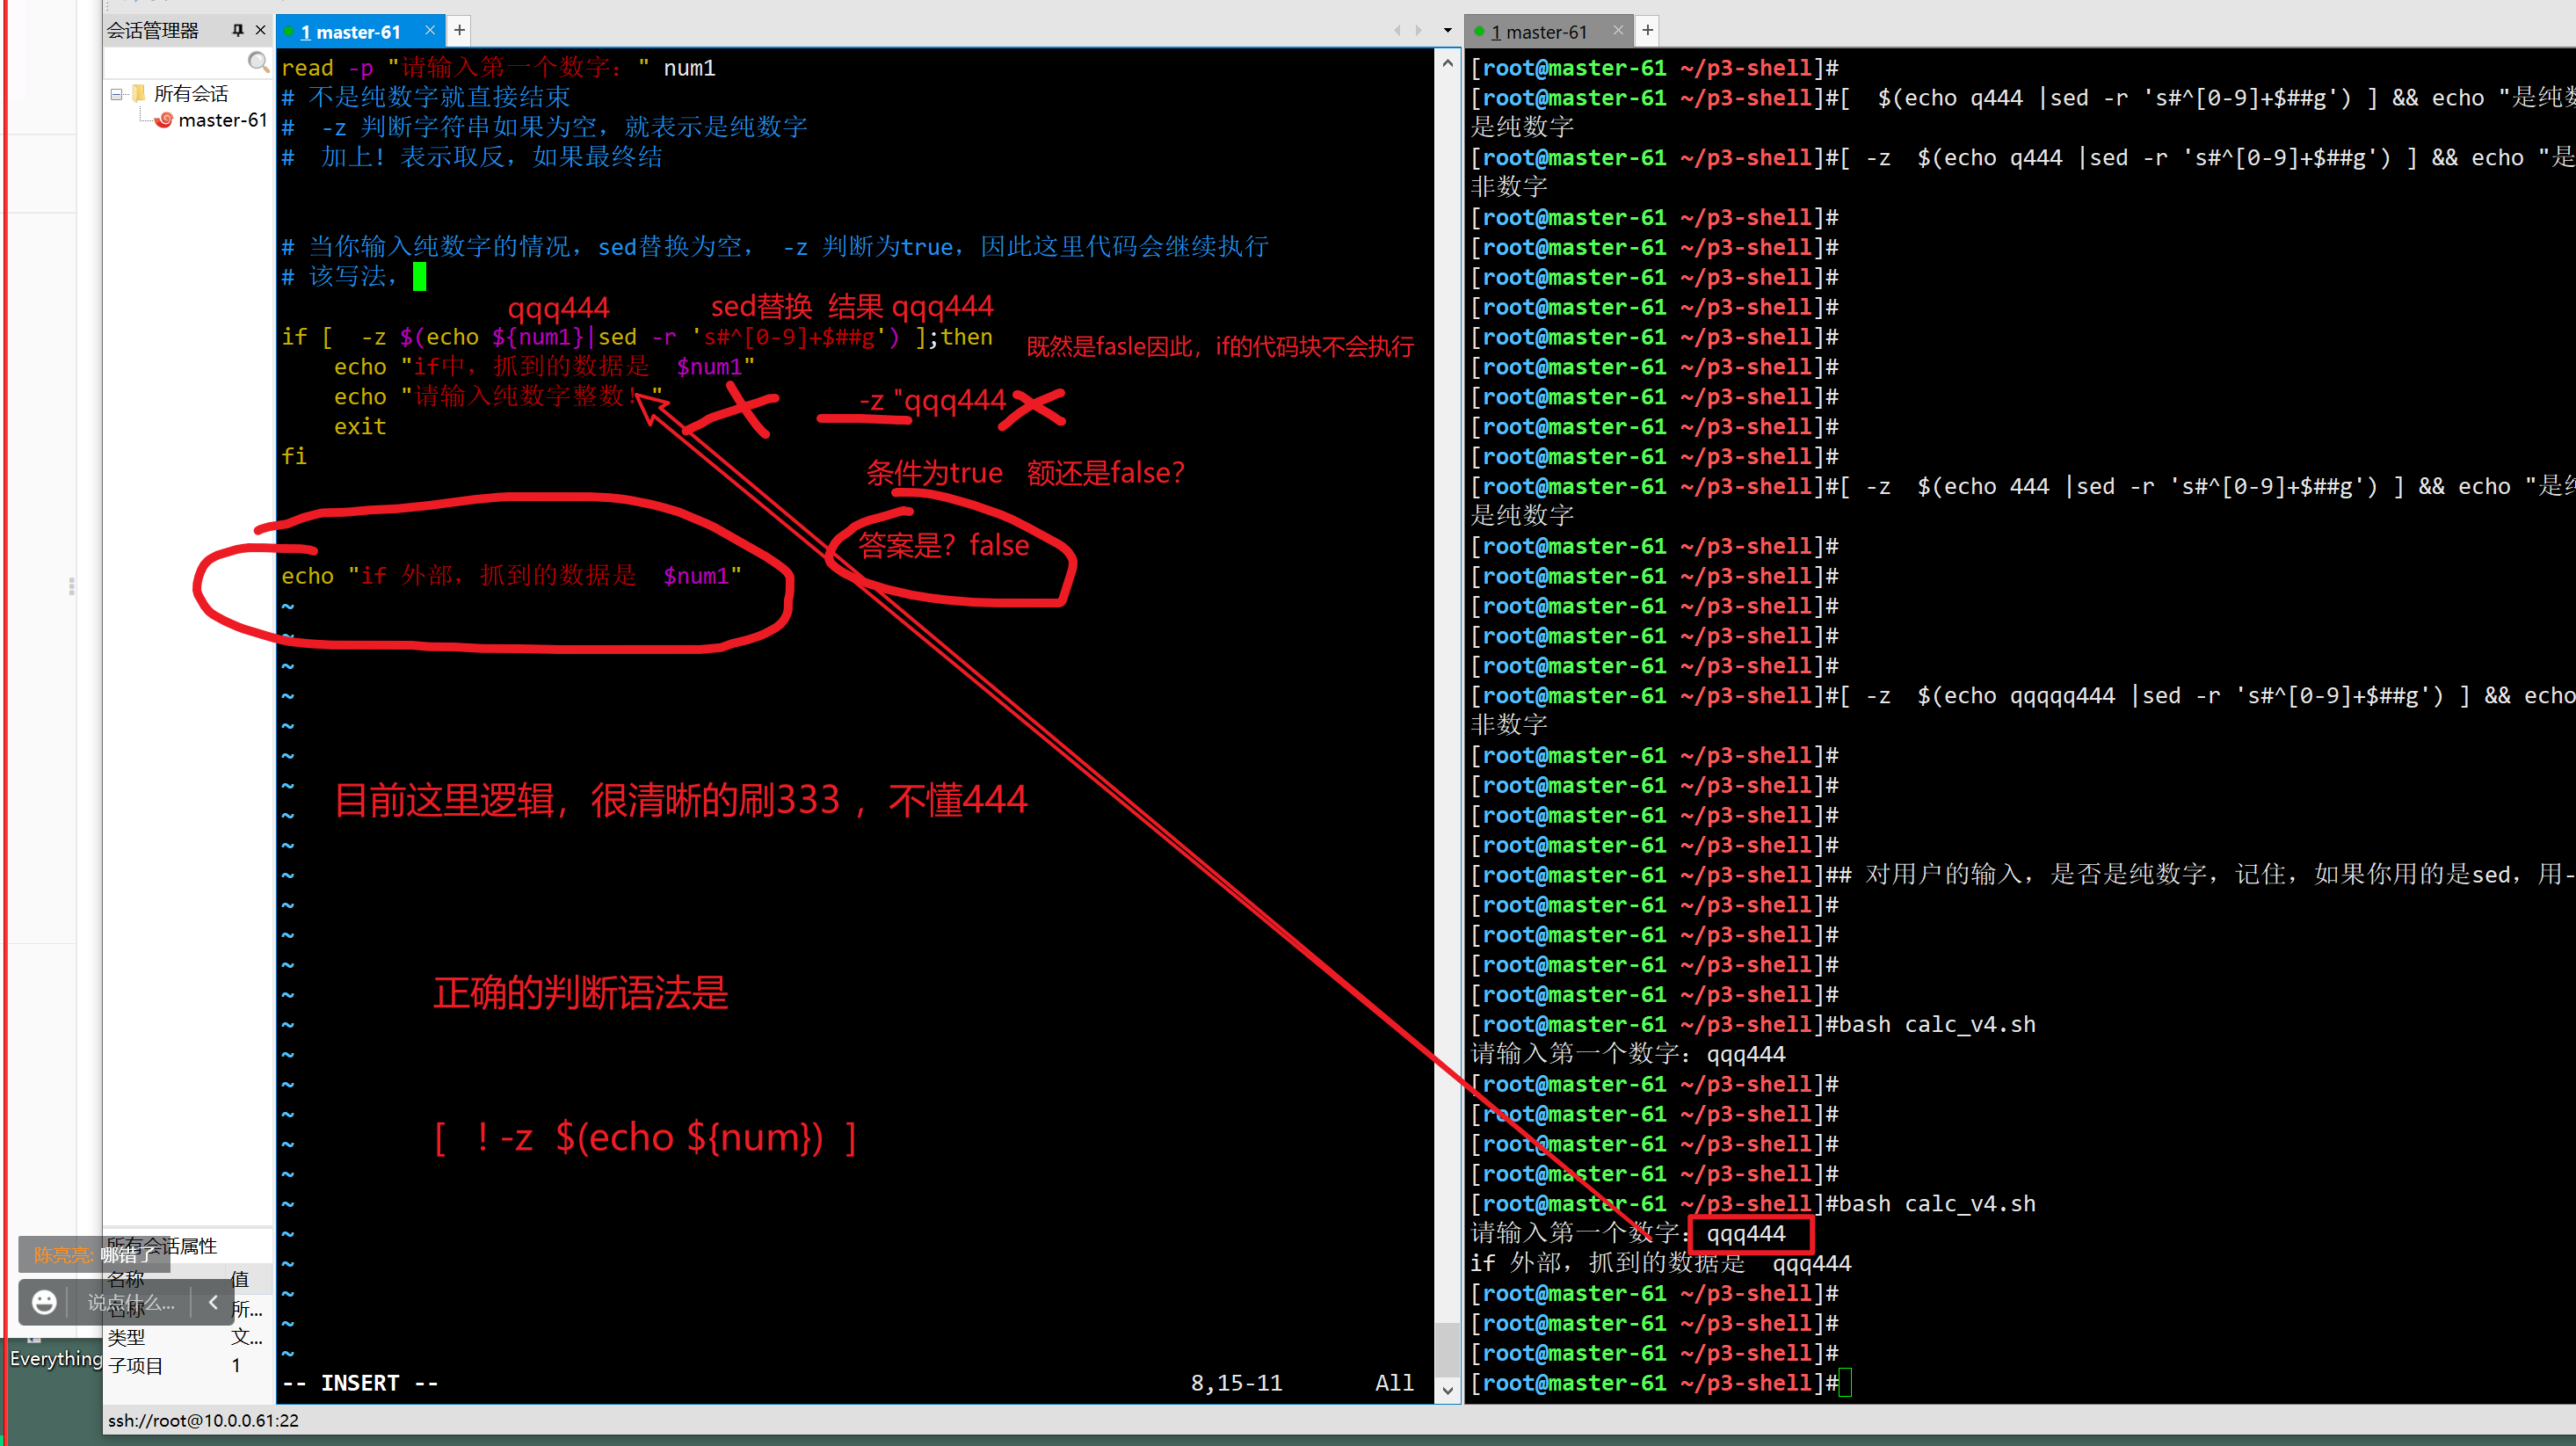 会话管理器
所有会话
master-61
1 master-61
read -p "请输入第一个数字：" num1
# 不是纯数字就直接结束
#  -z 判断字符串如果为空，就表示是纯数字
#  加上！表示取反，如果最终结
# 当你输入纯数字的情况，sed替换为空， -z 判断为true，因此这里代码会继续执行
# 该写法，
qqq444 sed替换 结果 qqq444
if [  -z $(echo ${num1}|sed -r 's#^[0-9]+$##g') ];then
既然是fasle因此，if的代码块不会执行
    echo "if中，抓到的数据是  $num1"
    echo "请输入纯数字整数！"
-z "qqq444
    exit
fi
条件为true 额还是false?
答案是？false
echo "if 外部，抓到的数据是  $num1"
~
~
~
~
~
~
~
目前这里逻辑，很清晰的刷333 ，不懂444
~
~
~
~
~
~
~
正确的判断语法是
~
~
~
~
~
[ ! -z $(echo ${num}) ]
~
~
~
~
~
~
~
-- INSERT -- 8,15-11 All
1 master-61
[root@master-61 ~/p3-shell]#
[root@master-61 ~/p3-shell]#[  $(echo q444 |sed -r 's#^[0-9]+$##g') ] && echo "是纯数
是纯数字
[root@master-61 ~/p3-shell]#[ -z  $(echo q444 |sed -r 's#^[0-9]+$##g') ] && echo "是
非数字
[root@master-61 ~/p3-shell]#
[root@master-61 ~/p3-shell]#
[root@master-61 ~/p3-shell]#
[root@master-61 ~/p3-shell]#
[root@master-61 ~/p3-shell]#
[root@master-61 ~/p3-shell]#
[root@master-61 ~/p3-shell]#
[root@master-61 ~/p3-shell]#
[root@master-61 ~/p3-shell]#
[root@master-61 ~/p3-shell]#[ -z  $(echo 444 |sed -r 's#^[0-9]+$##g') ] && echo "是纯
是纯数字
[root@master-61 ~/p3-shell]#
[root@master-61 ~/p3-shell]#
[root@master-61 ~/p3-shell]#
[root@master-61 ~/p3-shell]#
[root@master-61 ~/p3-shell]#
[root@master-61 ~/p3-shell]#[ -z  $(echo qqqqq444 |sed -r 's#^[0-9]+$##g') ] && echo
非数字
[root@master-61 ~/p3-shell]#
[root@master-61 ~/p3-shell]#
[root@master-61 ~/p3-shell]#
[root@master-61 ~/p3-shell]#
[root@master-61 ~/p3-shell]## 对用户的输入，是否是纯数字，记住，如果你用的是sed，用-
[root@master-61 ~/p3-shell]#
[root@master-61 ~/p3-shell]#
[root@master-61 ~/p3-shell]#
[root@master-61 ~/p3-shell]#
[root@master-61 ~/p3-shell]#bash calc_v4.sh
请输入第一个数字：qqq444
[root@master-61 ~/p3-shell]#
[root@master-61 ~/p3-shell]#
[root@master-61 ~/p3-shell]#
[root@master-61 ~/p3-shell]#
[root@master-61 ~/p3-shell]#bash calc_v4.sh
请输入第一个数字：qqq444
if 外部，抓到的数据是  qqq444
[root@master-61 ~/p3-shell]#
[root@master-61 ~/p3-shell]#
[root@master-61 ~/p3-shell]#
[root@master-61 ~/p3-shell]#
所有会话属性
陈亮亮: 哪错了
名称 值
说点什么...
名称 所...
类型 文...
子项目 1
Everything
ssh://root@10.0.0.61:22